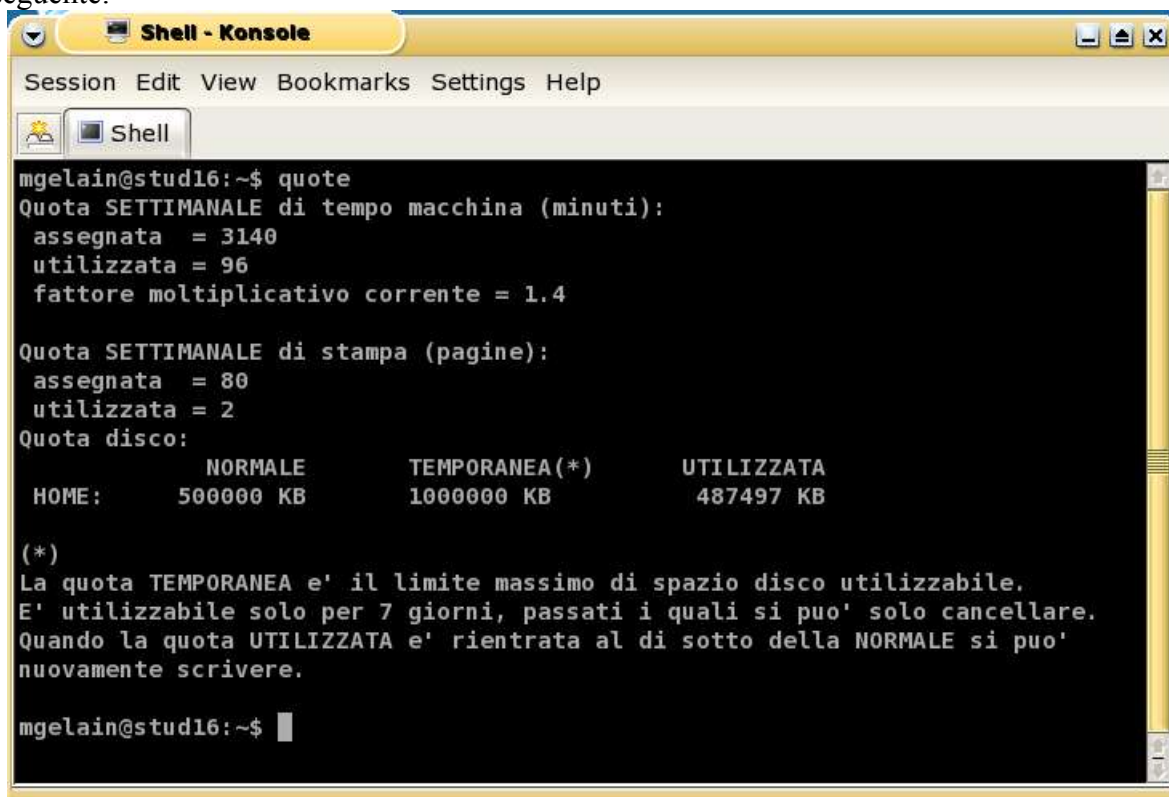 seguente:
Shell - Konsole
Session Edit View Bookmarks Settings Help
Shell
mgelain@stud16:~$ quote
Quota SETTIMANALE di tempo macchina (minuti):
assegnata = 3140
utilizzata = 96
fattore moltiplicativo corrente = 1.4
Quota SETTIMANALE di stampa (pagine):
assegnata = 80
utilizzata = 2
Quota disco:
NORMALE TEMPORANEA(*) UTILIZZATA
HOME: 500000 KB 1000000 KB 487497 KB
(*)
La quota TEMPORANEA e' il limite massimo di spazio disco utilizzabile.
E' utilizzabile solo per 7 giorni, passati i quali si puo' solo cancellare.
Quando la quota UTILIZZATA e' rientrata al di sotto della NORMALE si puo'
nuovamente scrivere.
mgelain@stud16:~$